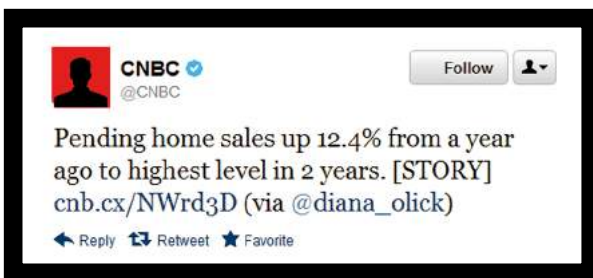 CNBC
Follow
@CNBC
Pending home sales up 12.4% from a year
ago to highest level in 2 years. [STORY]
cnb.cx/NWrd3D (via @diana_olick)
Reply Retweet Favorite